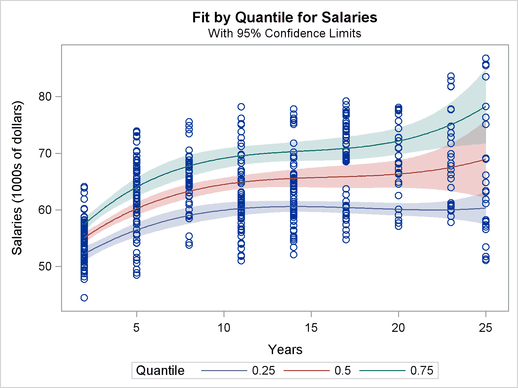 Fit by Quantile for Salaries
With 95% Confidence Limits
Salaries (1000s of dollars)
80
70
60
50
5 10 15 20 25
Years
Quantile 0.25 0.5 0.75